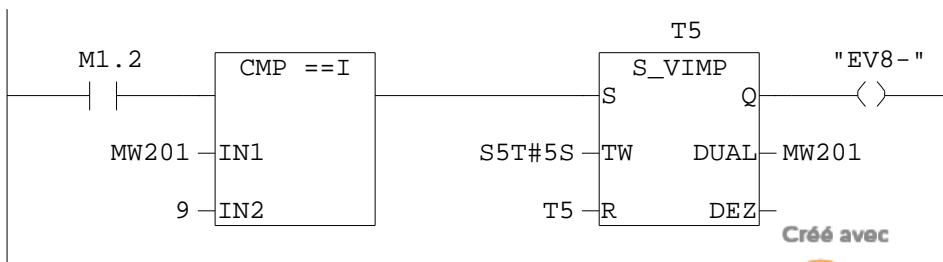 T5
M1.2 CMP ==I S_VIMP "EV8-"
S Q
MW201 IN1 S5T#5S TW DUAL MW201
9 IN2 T5 R DEZ
Créé avec